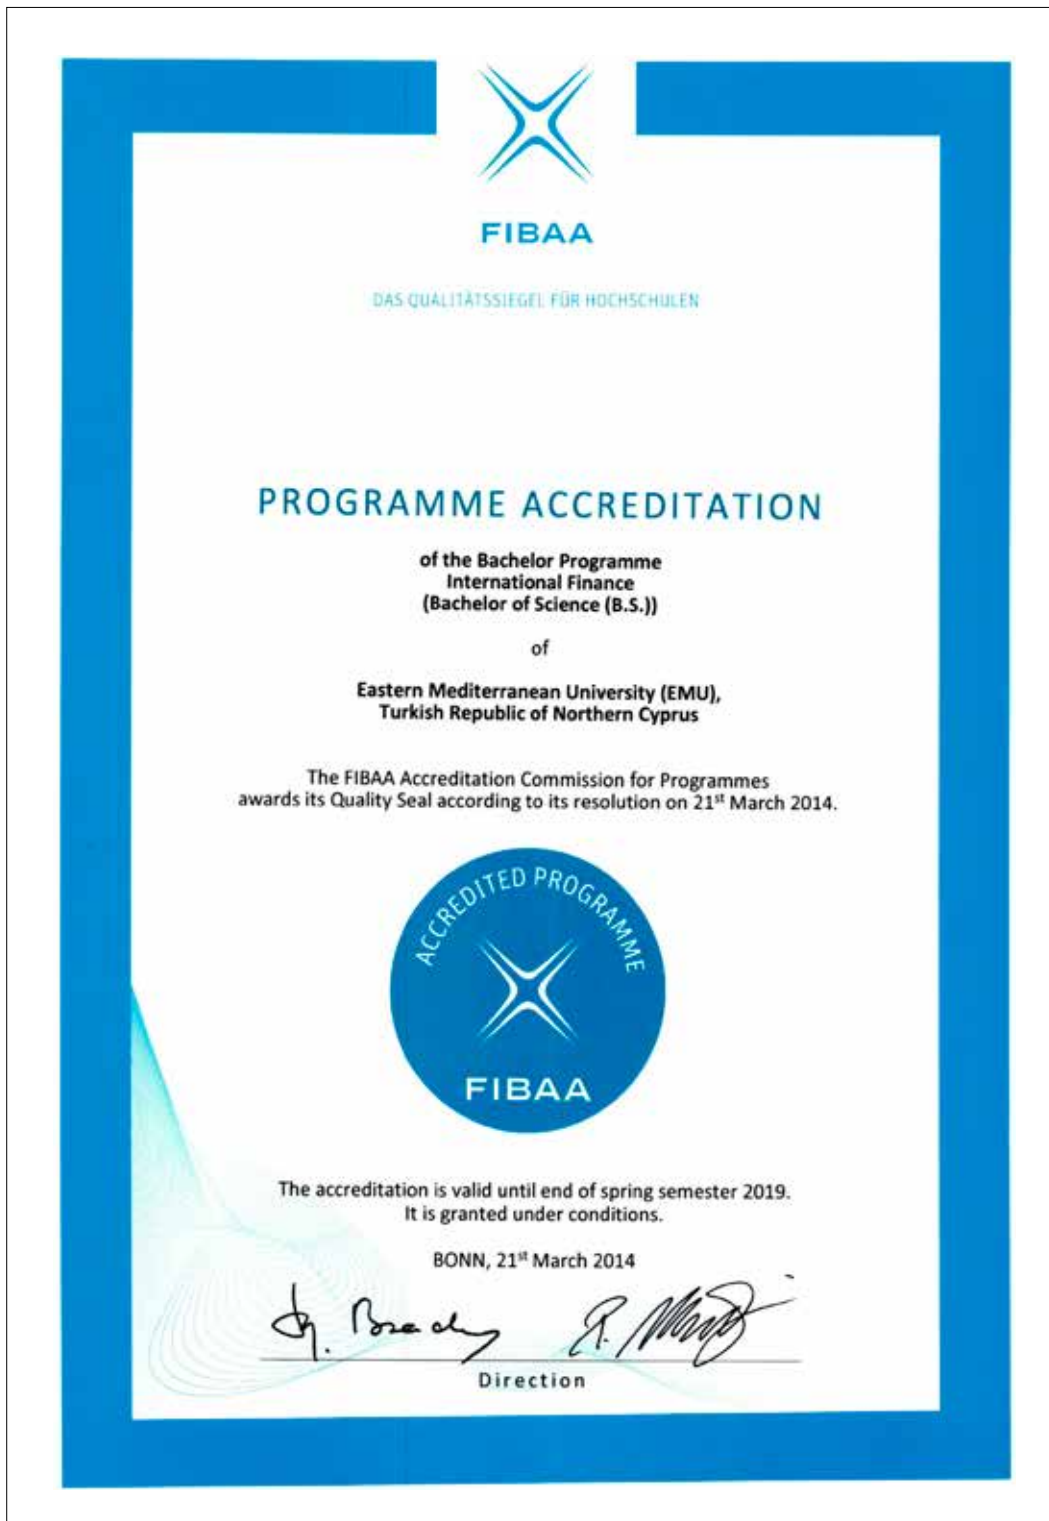 FIBAA
DAS QUALITÄTSSIEGEL FÜR HOCHSCHULEN
PROGRAMME ACCREDITATION
of the Bachelor Programme
International Finance
(Bachelor of Science (B.S.))
of
Eastern Mediterranean University (EMU),
Turkish Republic of Northern Cyprus
The FIBAA Accreditation Commission for Programmes
awards its Quality Seal according to its resolution on 21st March 2014.
ACCREDITED PROGRAMME
FIBAA
The accreditation is valid until end of spring semester 2019.
It is granted under conditions.
BONN, 21st March 2014
Direction